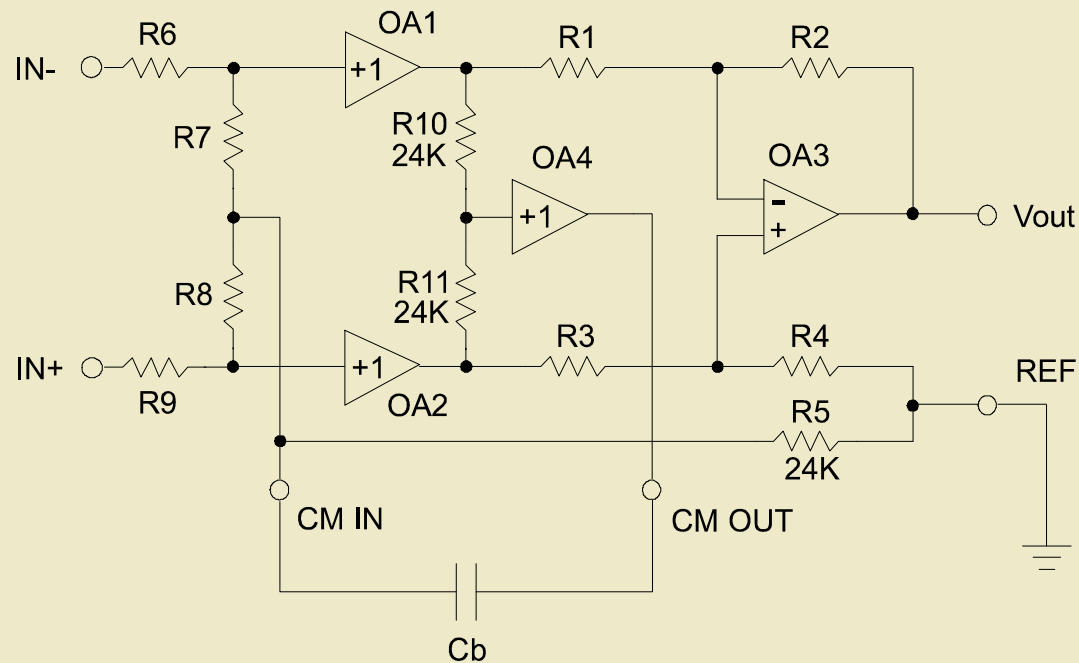 R6
OA1
R1
R2
IN-
+1
R7
R10
24K
OA4
OA3
+1
-
+
Vout
R8
R11
24K
R3
R4
IN+
+1
REF
R9
OA2
R5
24K
CM IN
CM OUT
Cb